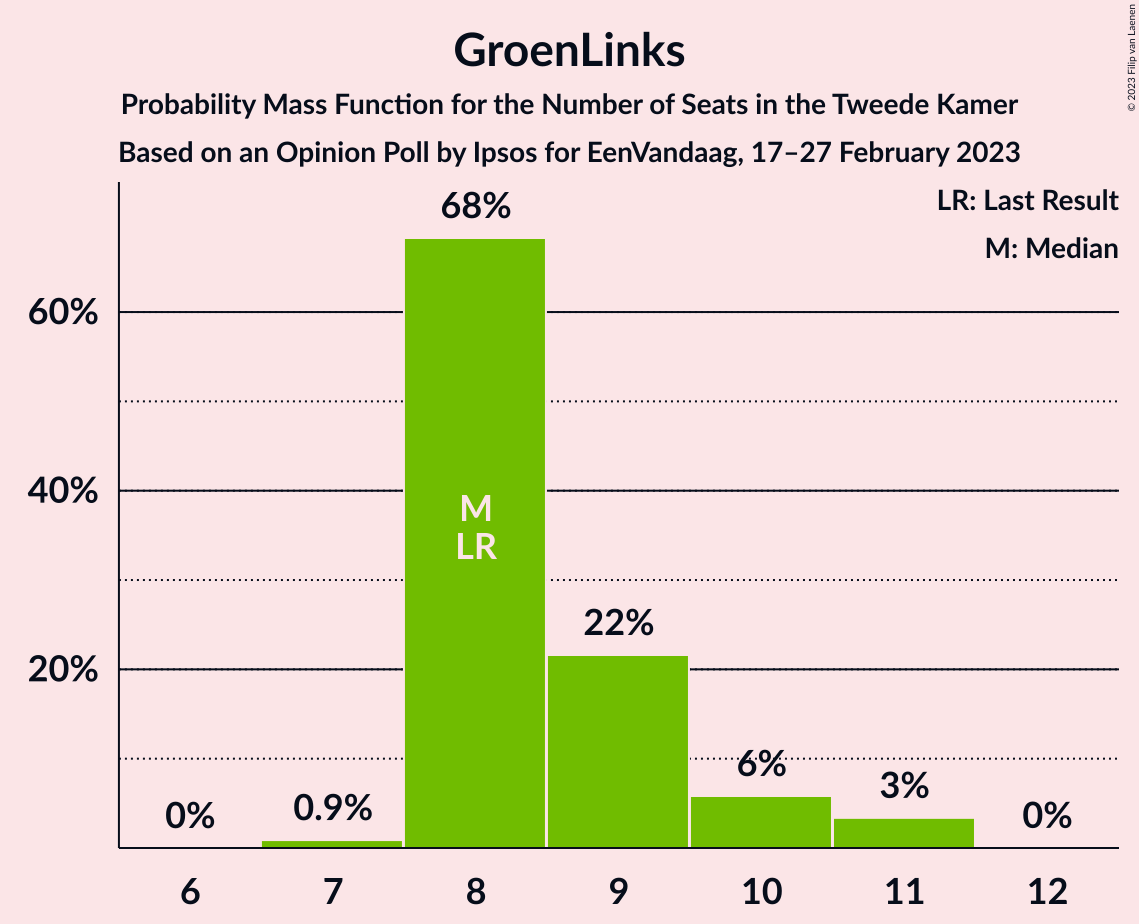 GroenLinks
Probability Mass Function for the Number of Seats in the Tweede Kamer
Based on an Opinion Poll by Ipsos for EenVandaag, 17–27 February 2023
© 2023 Filip van Laenen
LR: Last Result
M: Median
68%
60%
40%
20%
M
LR
22%
6%
3%
0%
0.9%
0%
6 7 8 9 10 11 12